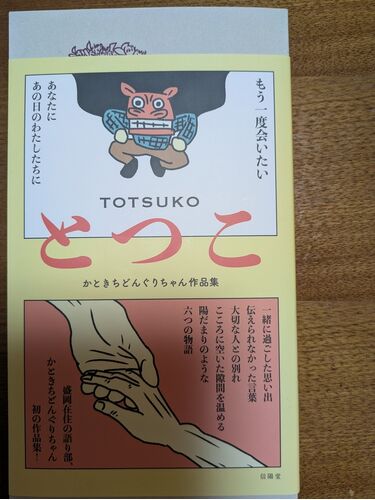 もう一度会いたい
あなたに
あの日のわたしたちに
TOTSUKO
とつこ
かときちどんぐりちゃん作品集
一緒に過ごした思い出
伝えられなかった言葉
大切な人との別れ
こころに空いた隙間を温める
陽だまりのような
六つの物語
盛岡在住の語り部、
かときちどんぐりちゃん
初の作品集！
信陽堂